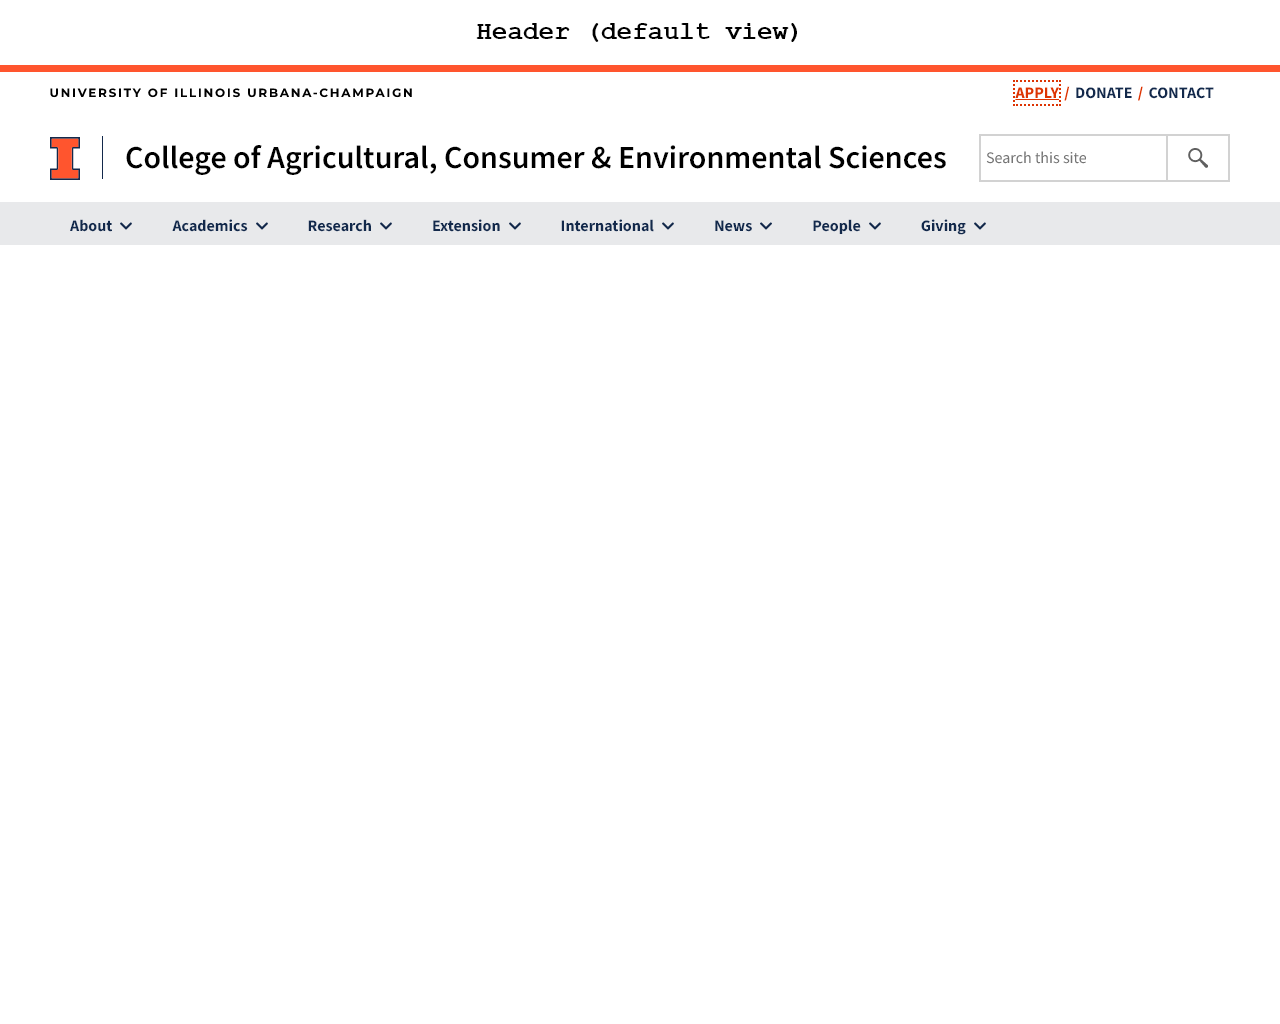 Header (default view)
UNIVERSITY OF ILLINOIS URBANA-CHAMPAIGN
APPLY / DONATE / CONTACT
College of Agricultural, Consumer & Environmental Sciences
Search this site
About Academics Research Extension International News People Giving